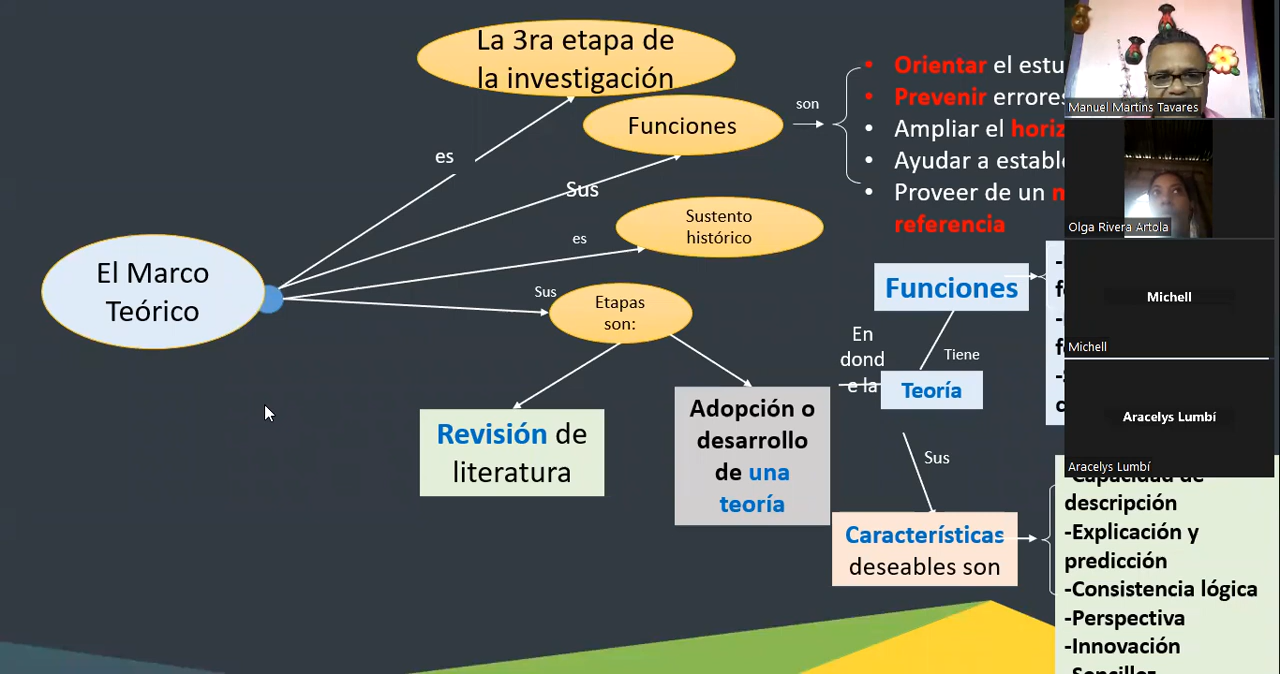 La 3ra etapa de
la investigación
es
Funciones
son
Orientar el estu
Prevenir errores
Ampliar el horiz
Ayudar a estable
Proveer de un
referencia
Sus
Sustento
histórico
es
El Marco
Teórico
Sus
Etapas
son:
Revisión de
literatura
Adopción o
desarrollo
de una
teoría
En
dond
e la
Funciones
Tiene
Teoría
Sus
Características
deseables son
-Capacidad de
descripción
-Explicación y
predicción
-Consistencia lógica
-Perspectiva
-Innovación
Manuel Martins Tavares
Olga Rivera Artola
Michell
Michell
Aracelys Lumbí
Aracelys Lumbí